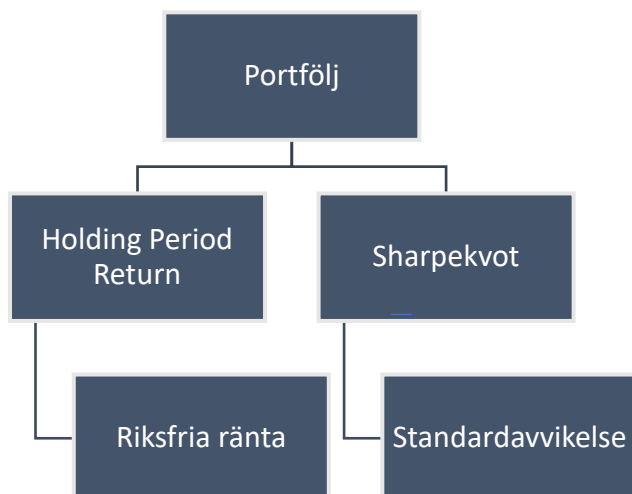 Portfölj
Holding Period
Return
Sharpekvot
Riksfria ränta
Standardavvikelse